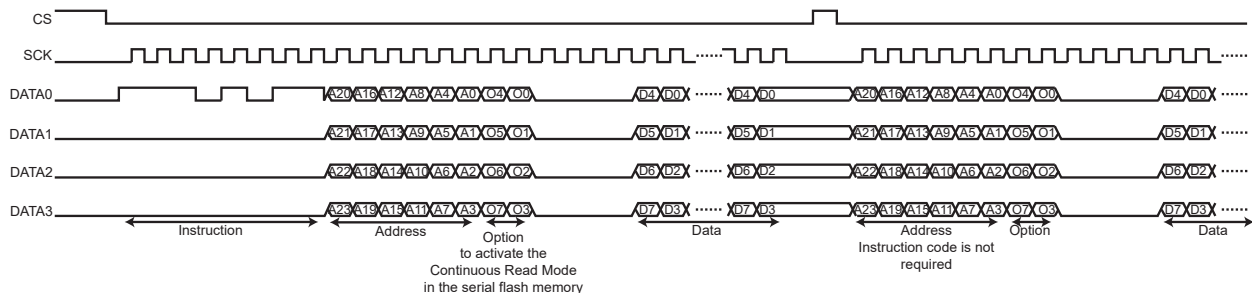 CS
SCK
DATA0 A20 A16 A12 A8 A4 A0 O4 O0 D4 D0 ...... D4 D0 A20 A16 A12 A8 A4 A0 O4 O0 D4 D0 ......
DATA1 A21 A17 A13 A9 A5 A1 O5 O1 D5 D1 ...... D5 D1 A21 A17 A13 A9 A5 A1 O5 O1 D5 D1 ......
DATA2 A22 A18 A14 A10 A6 A2 O6 O2 D6 D2 ...... D6 D2 A22 A18 A14 A10 A6 A2 O6 O2 D6 D2 ......
DATA3 A23 A19 A15 A11 A7 A3 O7 O3 D7 D3 ...... D7 D3 A23 A19 A15 A11 A7 A3 O7 O3 D7 D3 ......
Instruction Address Option Data Address Option Data
to activate the
Continuous Read Mode
in the serial flash memory
Instruction code is not
required